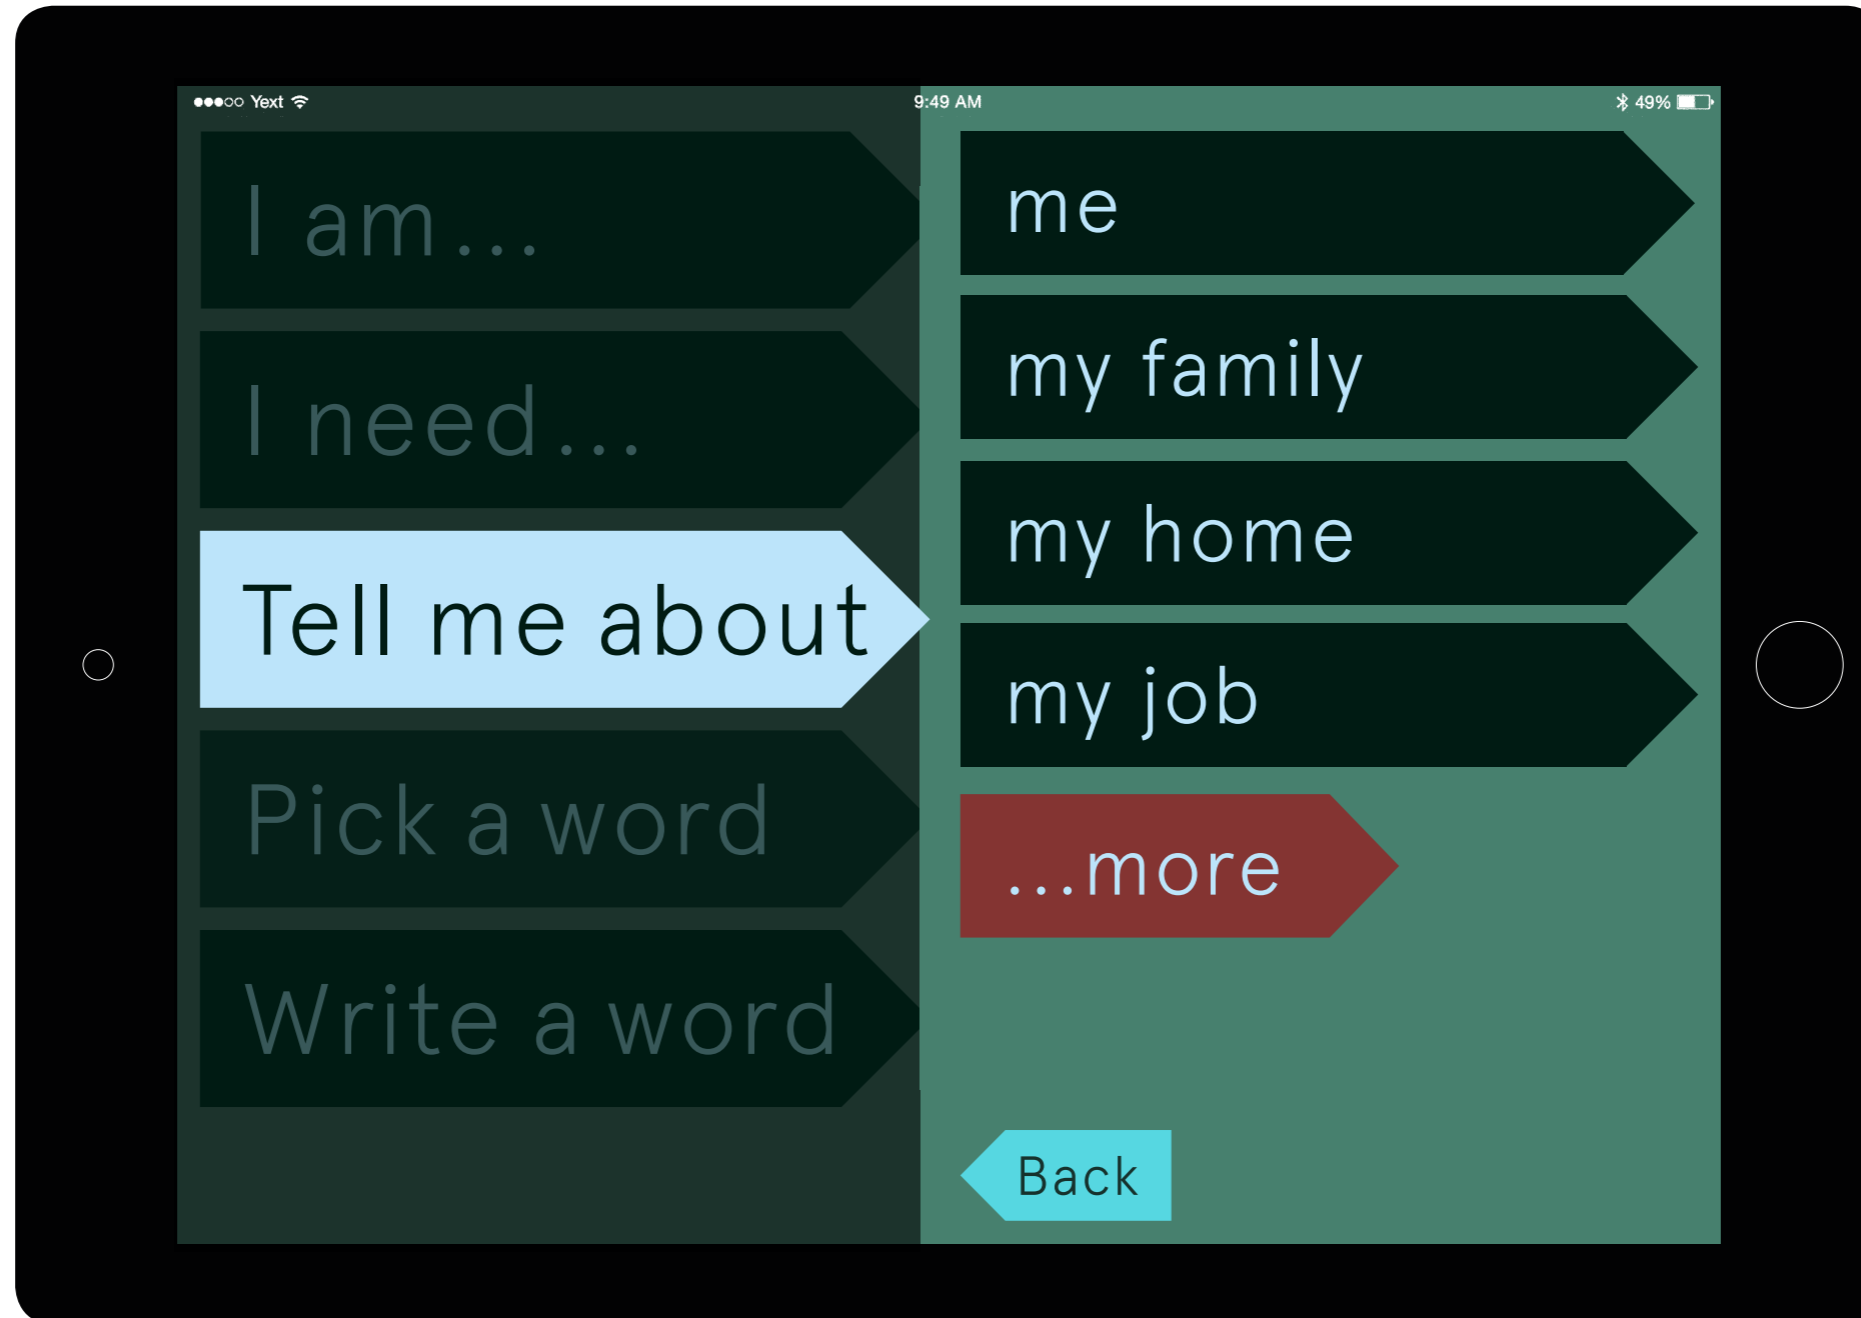 Yext 9:49 AM 49%
I am...
I need...
Tell me about
Pick a word
Write a word
me
my family
my home
my job
...more
Back